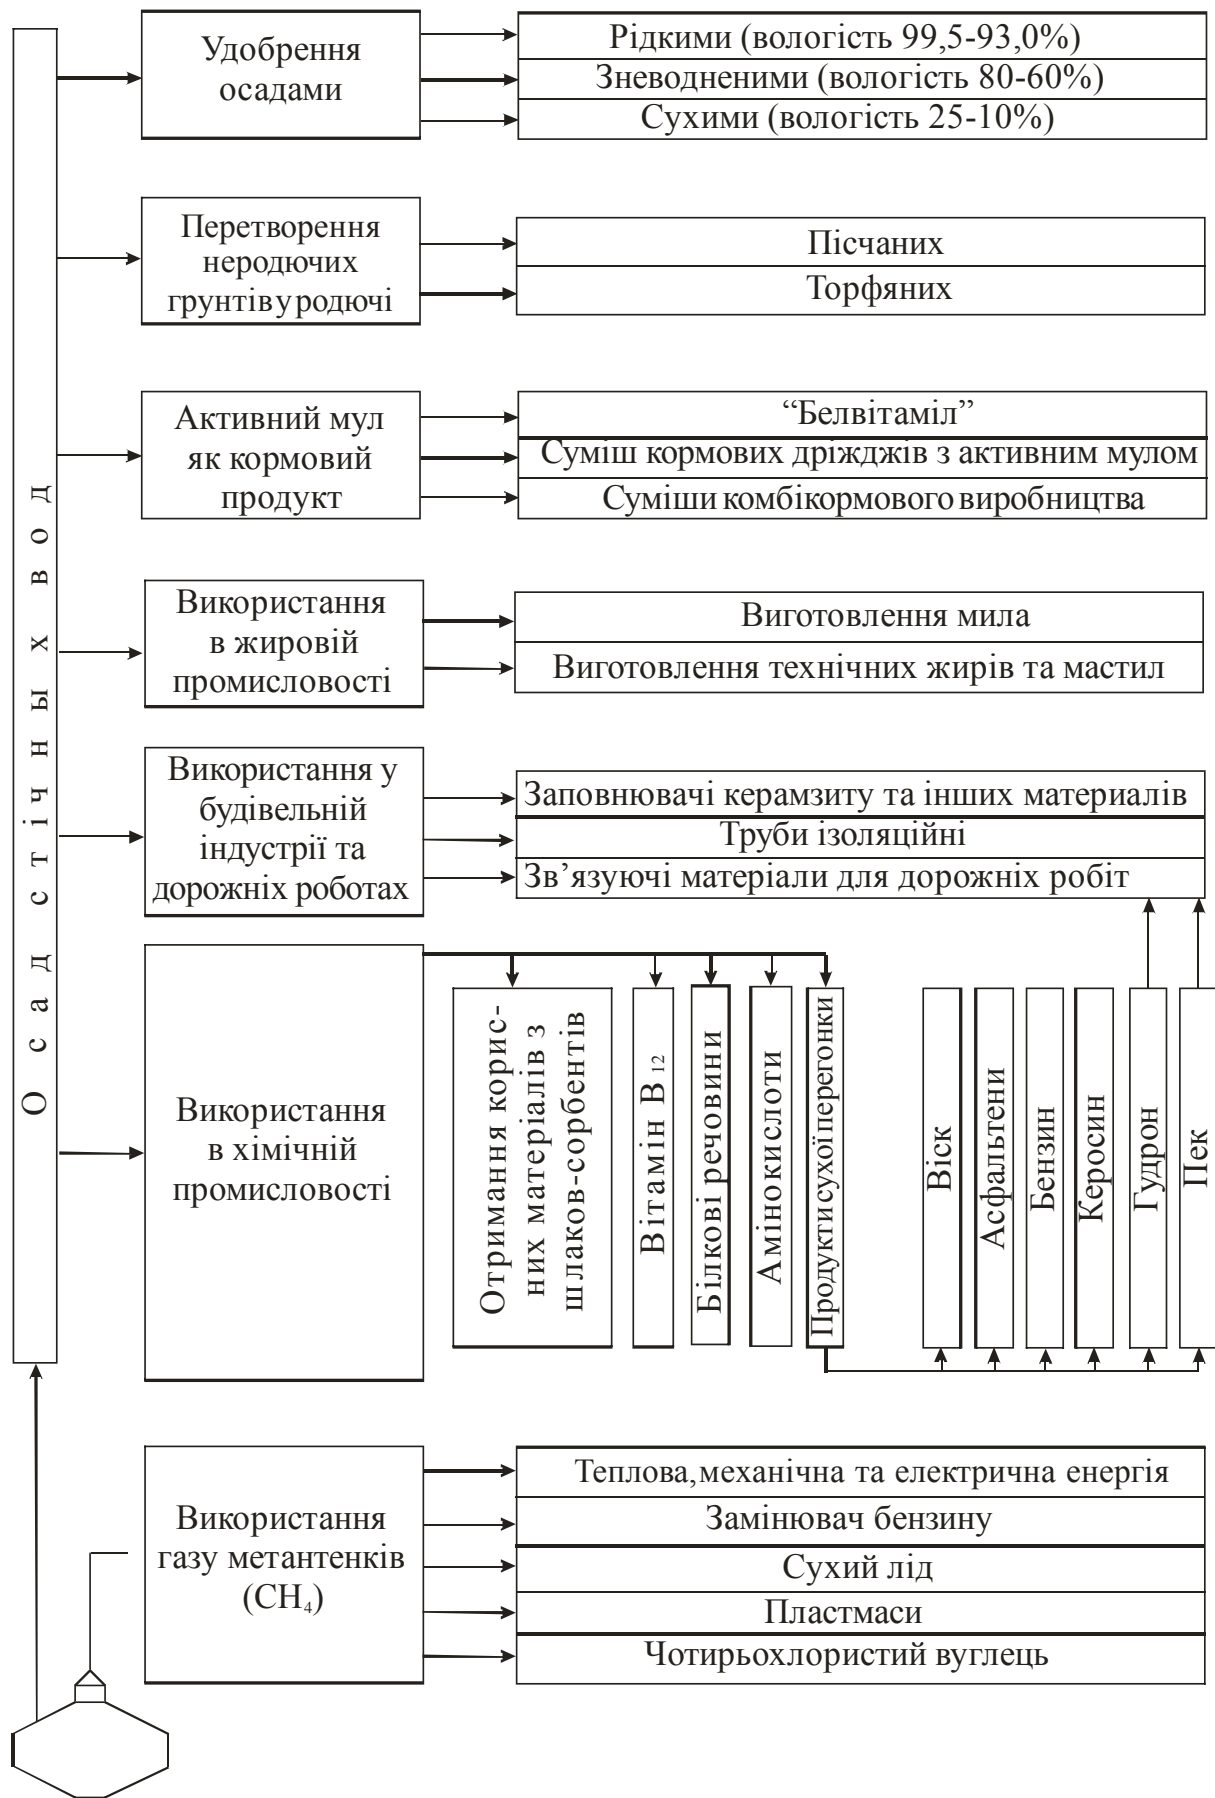 Осад стічных вод
Удобрення
осадами
Рідкими (вологість 99,5-93,0%)
Зневодненими (вологість 80-60%)
Сухими (вологість 25-10%)
Перетворення
неродючих
грунтів у родючі
Пісчаних
Торфяних
Активний мул
як кормовий
продукт
“Белвітаміл”
Суміш кормових дріжджів з активним мулом
Суміши комбікормового виробництва
Використання
в жировій
промисловості
Виготовлення мила
Виготовлення технічних жирів та мастил
Використання у
будівельній
індустрії та
дорожніх роботах
Заповнювачі керамзиту та інших материалів
Труби ізоляційні
Зв’язуючі матеріали для дорожніх робіт
Використання
в хімічній
промисловості
Отримання корис-
них матеріалів з
шлаков-сорбентів
Вітамін B₁₂
Білкові речовини
Амінокислоти
Продукти сухої перегонки
Віск
Асфальтени
Бензин
Керосин
Гудрон
Пек
Використання
газу метантенків
(CH₄)
Теплова, механічна та електрична енергія
Замінювач бензину
Сухий лід
Пластмаси
Чотирьохлористий вуглець